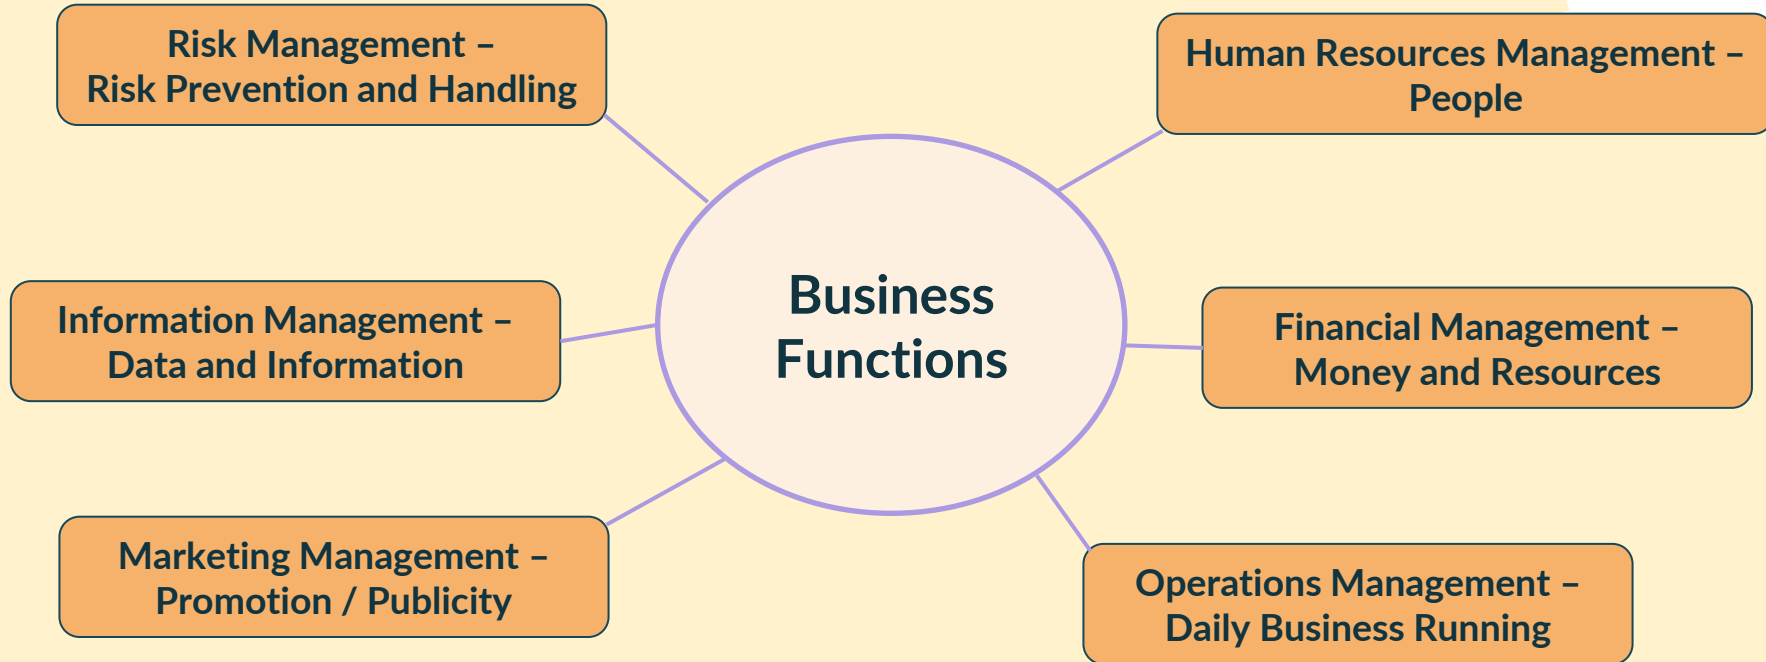 Risk Management –
Risk Prevention and Handling
Human Resources Management –
People
Information Management –
Data and Information
Business
Functions
Financial Management –
Money and Resources
Marketing Management –
Promotion / Publicity
Operations Management –
Daily Business Running